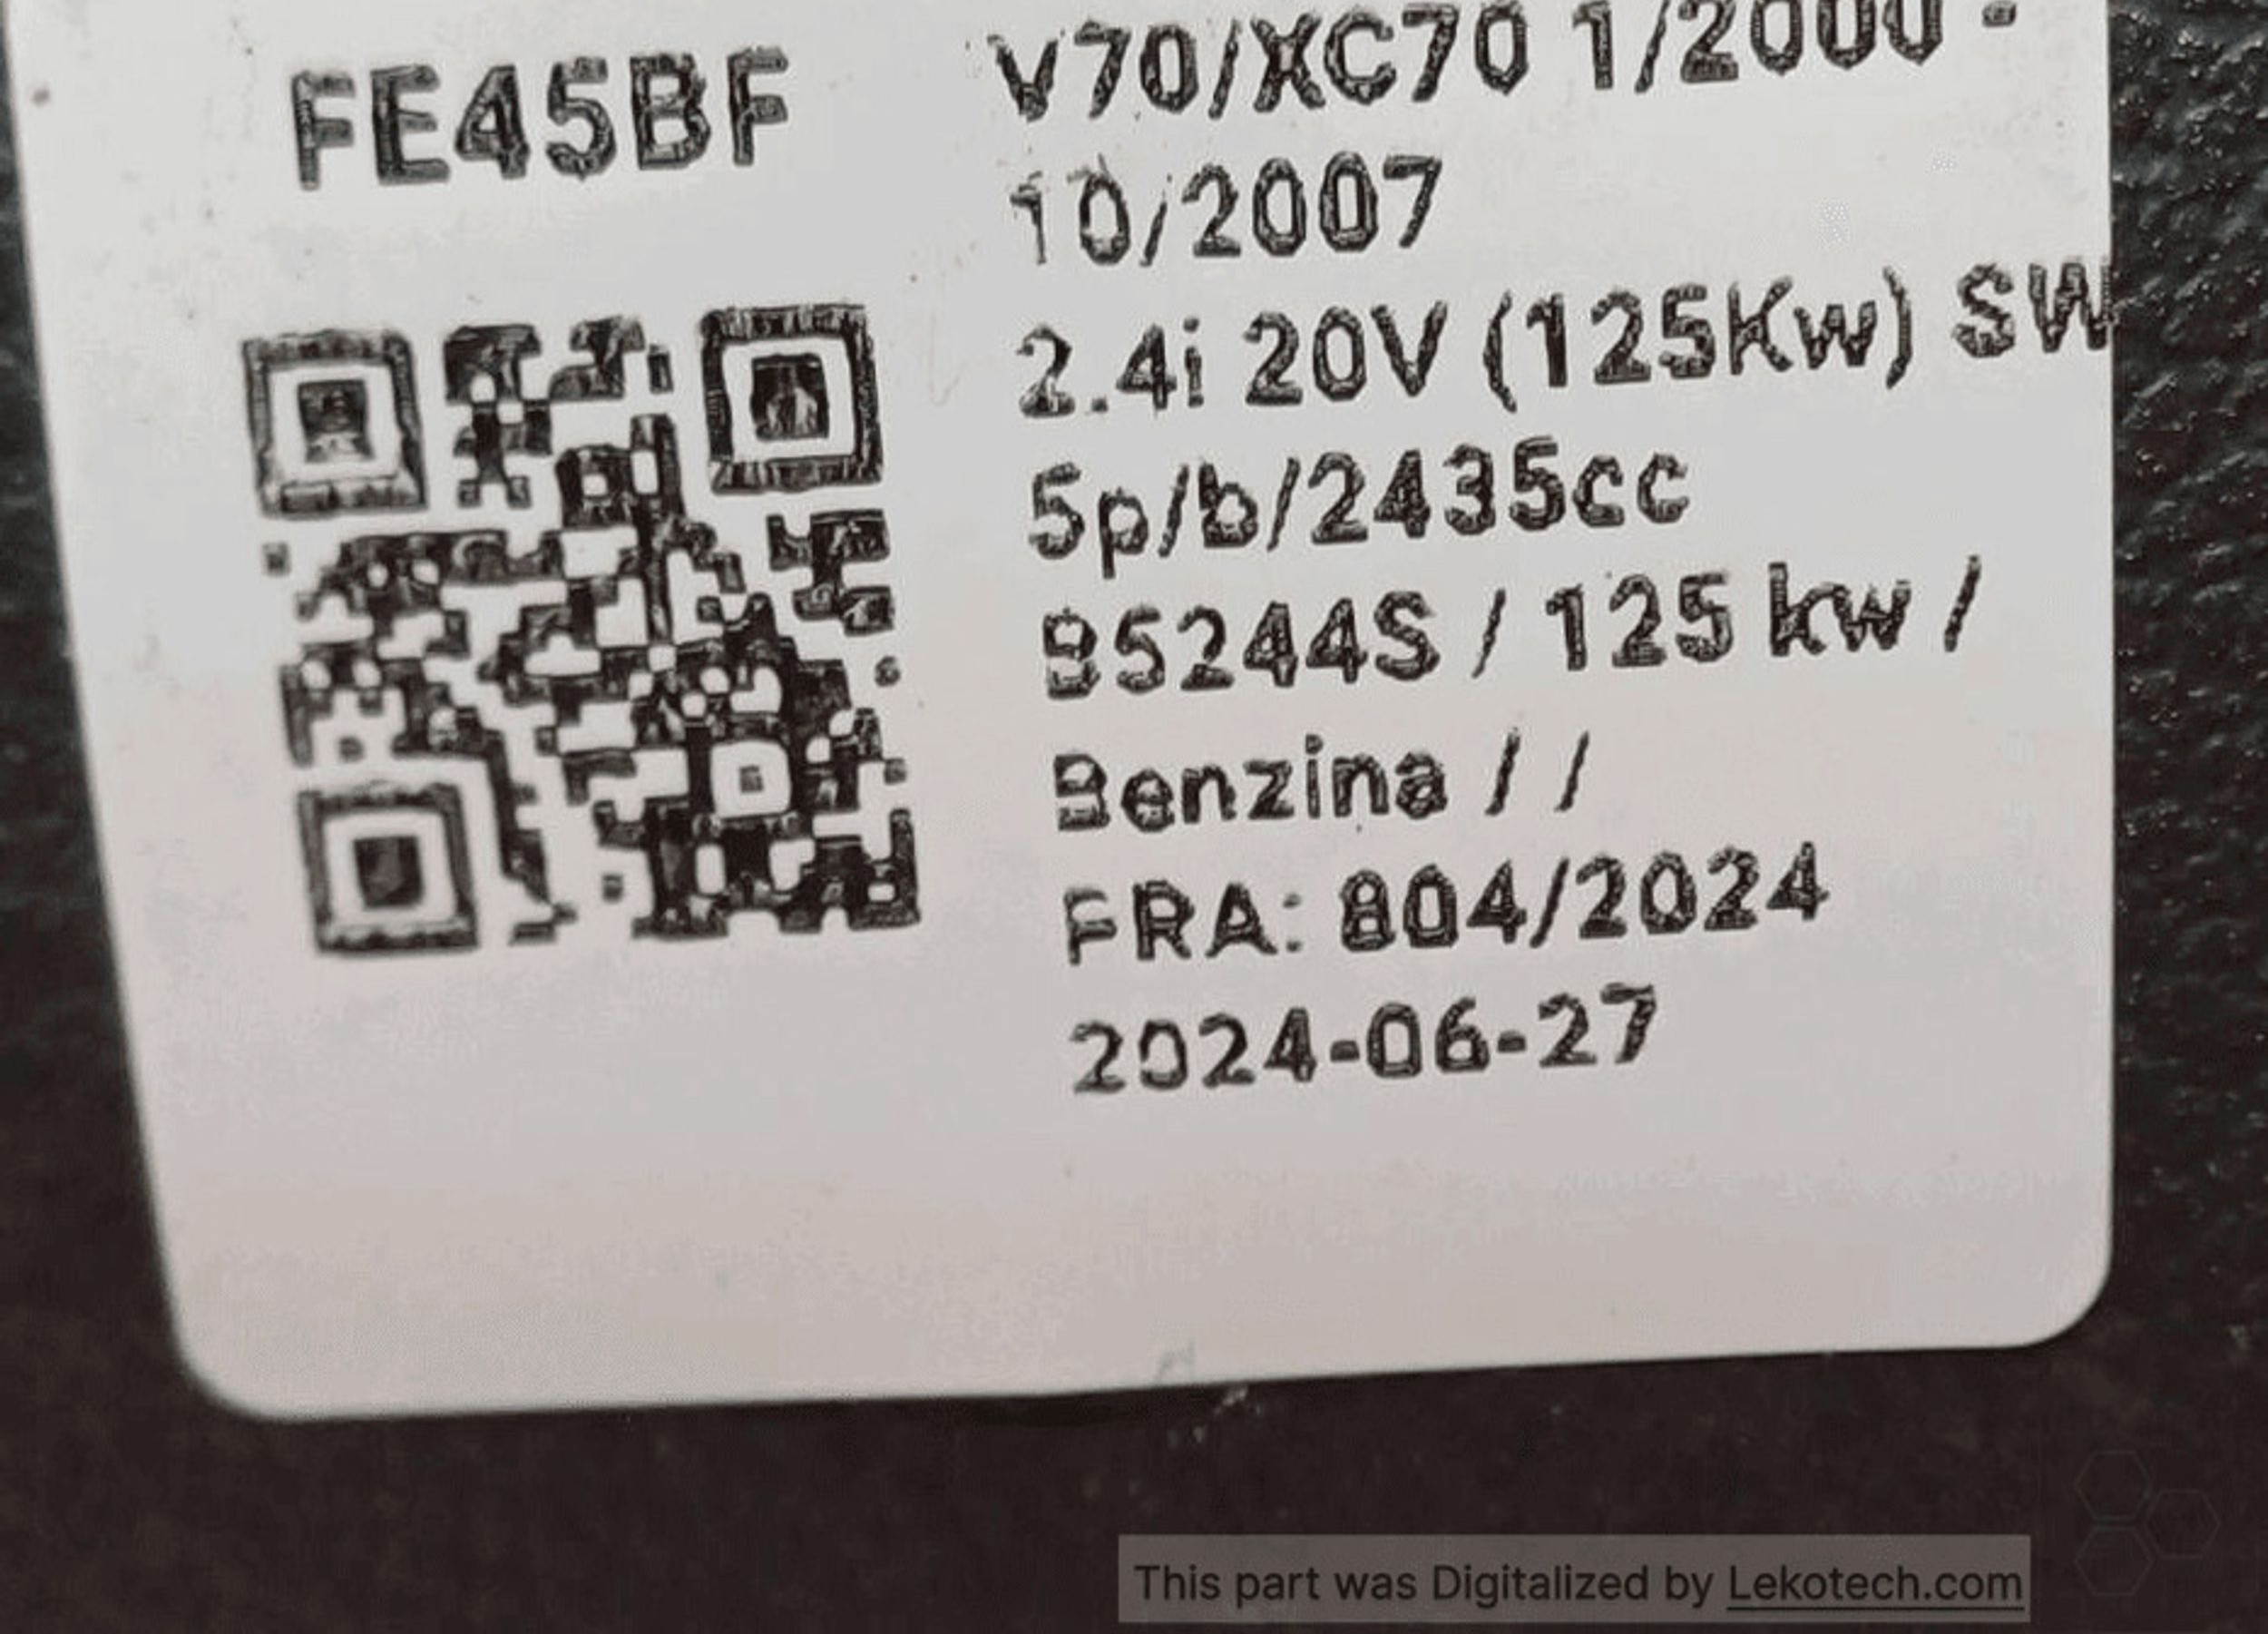 FE45BF
V70/XC70 1/2000 -
10/2007
2.4i 20V (125Kw) SW
5p/b/2435cc
B5244S / 125 kw /
Benzina / /
FRA: 804/2024
2024-06-27
This part was Digitalized by Lekotech.com